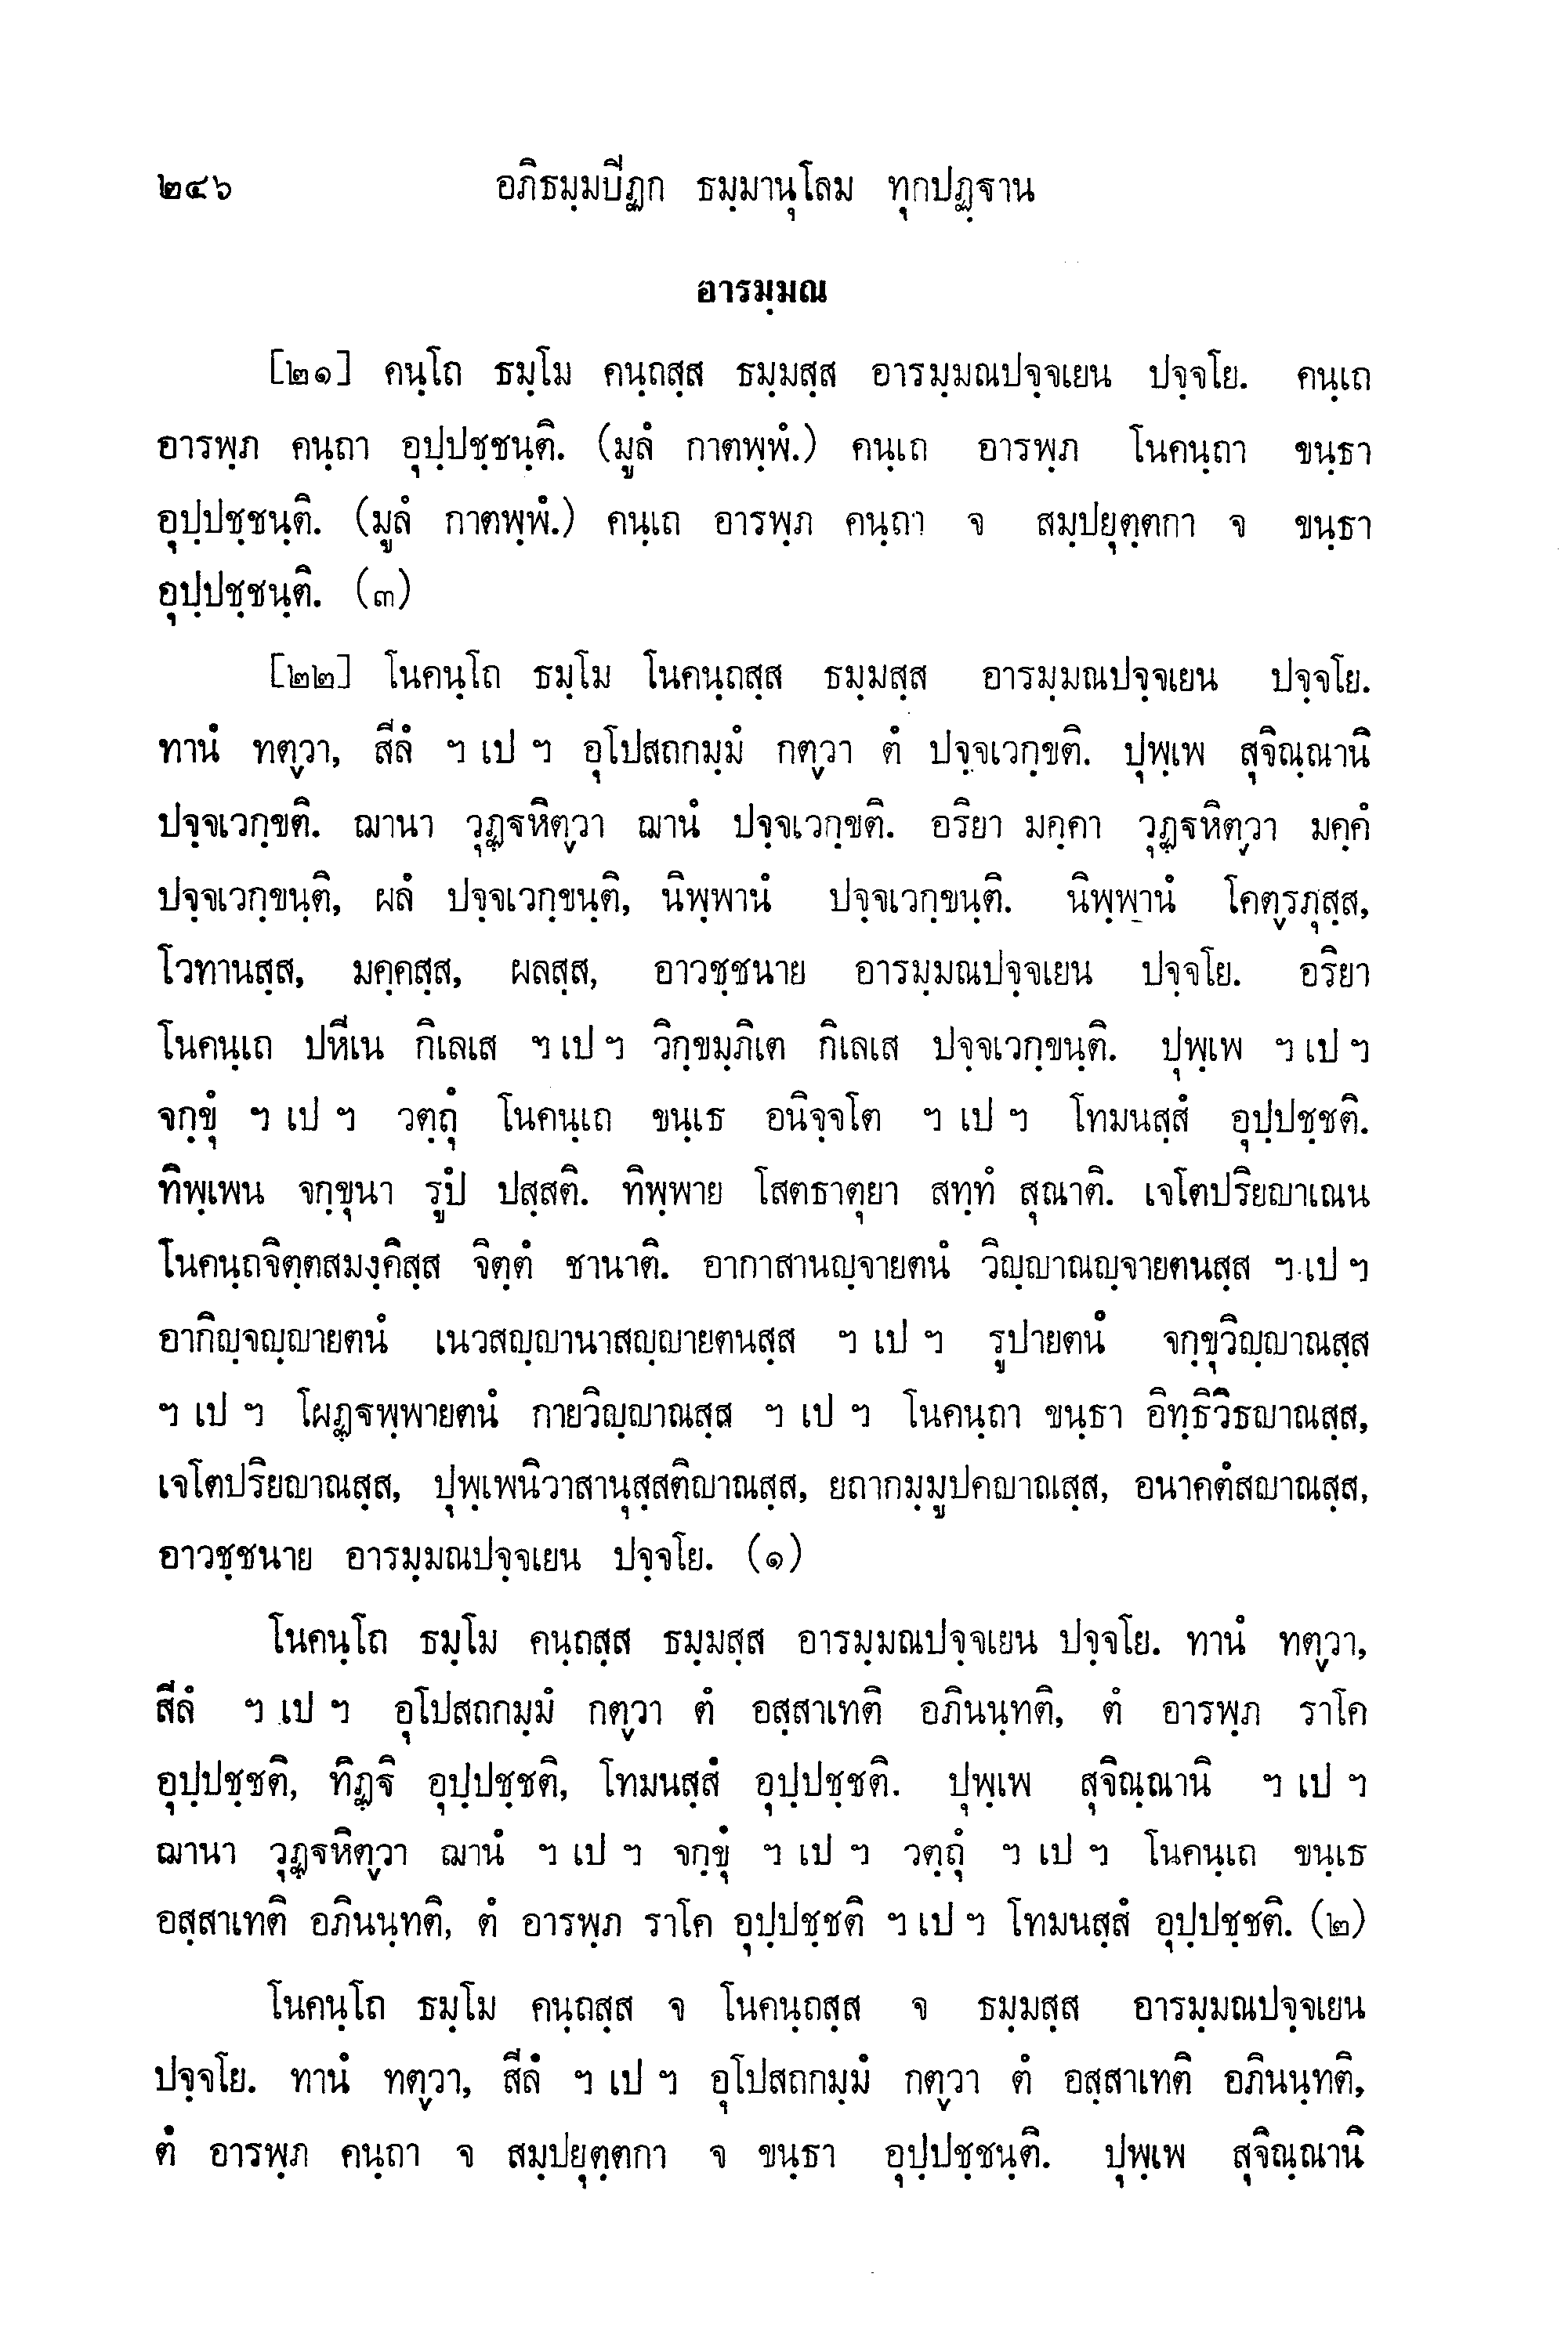 ๒๔๖ อภิธมฺมปีฏก ธมฺมานุโลม ทุกปฏฺฐาน
อารมฺมณ
[๒๑] คนฺโถ ธมฺโม คนฺถสฺส ธมฺมสฺส อารมฺมณปจฺจเยน ปจฺจโย. คนฺเถ
อารพฺภ คนฺถา อุปฺปชฺชนฺติ. (มูลํ กาตพฺพํ.) คนฺเถ อารพฺภ โนคนฺถา ขนฺธา
อุปฺปชฺชนฺติ. (มูลํ กาตพฺพํ.) คนฺเถ อารพฺภ คนฺถา จ สมฺปยุตฺตกา จ ขนฺธา
อุปฺปชฺชนฺติ. (๓)
[๒๒] โนคนฺโถ ธมฺโม โนคนฺถสฺส ธมฺมสฺส อารมฺมณปจฺจเยน ปจฺจโย.
ทานํ ทตฺวา, สีลํ ฯ เป ฯ อุโปสถกมฺมํ กตฺวา ตํ ปจฺจเวกฺขติ. ปุพฺเพ สุจิณฺณานิ
ปจฺจเวกฺขติ. ฌานา วุฏฺฐหิตฺวา ฌานํ ปจฺจเวกฺขติ. อริยา มคฺคา วุฏฺฐหิตฺวา มคฺคํ
ปจฺจเวกฺขนฺติ, ผลํ ปจฺจเวกฺขนฺติ, นิพฺพานํ ปจฺจเวกฺขนฺติ. นิพฺพานํ โคตฺรภุสฺส,
โวทานสฺส, มคฺคสฺส, ผลสฺส, อาวชฺชนาย อารมฺมณปจฺจเยน ปจฺจโย. อริยา
โนคนฺเถ ปหีเน กิเลเส ฯ เป ฯ วิกฺขมฺภิเต กิเลเส ปจฺจเวกฺขนฺติ. ปุพฺเพ ฯ เป ฯ
จกฺขุํ ฯ เป ฯ วตฺถุํ โนคนฺเถ ขนฺเธ อนิจฺจโต ฯ เป ฯ โทมนสฺสํ อุปฺปชฺชติ.
ทิพฺเพน จกฺขุนา รูปํ ปสฺสติ. ทิพฺพาย โสตธาตุยา สทฺทํ สุณาติ. เจโตปริยญาเณน
โนคนฺถจิตฺตสมงฺคิสฺส จิตฺตํ ชานาติ. อากาสานญฺจายตนํ วิญฺญาณญฺจายตนสฺส ฯ เป ฯ
อากิญฺจญฺญายตนํ เนวสญฺญานาสญฺญายตนสฺส ฯ เป ฯ รูปายตนํ จกฺขุวิญฺญาณสฺส
ฯ เป ฯ โผฏฺฐพฺพายตนํ กายวิญฺญาณสฺส ฯ เป ฯ โนคนฺถา ขนฺธา อิทฺธิวิธญาณสฺส,
เจโตปริยญาณสฺส, ปุพฺเพนิวาสานุสฺสติญาณสฺส, ยถากมฺมูปคญาณสฺส, อนาคตํสญาณสฺส,
อาวชฺชนาย อารมฺมณปจฺจเยน ปจฺจโย. (๑)
โนคนฺโถ ธมฺโม คนฺถสฺส ธมฺมสฺส อารมฺมณปจฺจเยน ปจฺจโย. ทานํ ทตฺวา,
สีลํ ฯ เป ฯ อุโปสถกมฺมํ กตฺวา ตํ อสฺสาเทติ อภินนฺทติ, ตํ อารพฺภ ราโค
อุปฺปชฺชติ, ทิฏฺฐิ อุปฺปชฺชติ, โทมนสฺสํ อุปฺปชฺชติ. ปุพฺเพ สุจิณฺณานิ ฯ เป ฯ
ฌานา วุฏฺฐหิตฺวา ฌานํ ฯ เป ฯ จกฺขุํ ฯ เป ฯ วตฺถุํ ฯ เป ฯ โนคนฺเถ ขนฺเธ
อสฺสาเทติ อภินนฺทติ, ตํ อารพฺภ ราโค อุปฺปชฺชติ ฯ เป ฯ โทมนสฺสํ อุปฺปชฺชติ. (๒)
โนคนฺโถ ธมฺโม คนฺถสฺส จ โนคนฺถสฺส จ ธมฺมสฺส อารมฺมณปจฺจเยน
ปจฺจโย. ทานํ ทตฺวา, สีลํ ฯ เป ฯ อุโปสถกมฺมํ กตฺวา ตํ อสฺสาเทติ อภินนฺทติ,
ตํ อารพฺภ คนฺถา จ สมฺปยุตฺตกา จ ขนฺธา อุปฺปชฺชนฺติ. ปุพฺเพ สุจิณฺณานิ